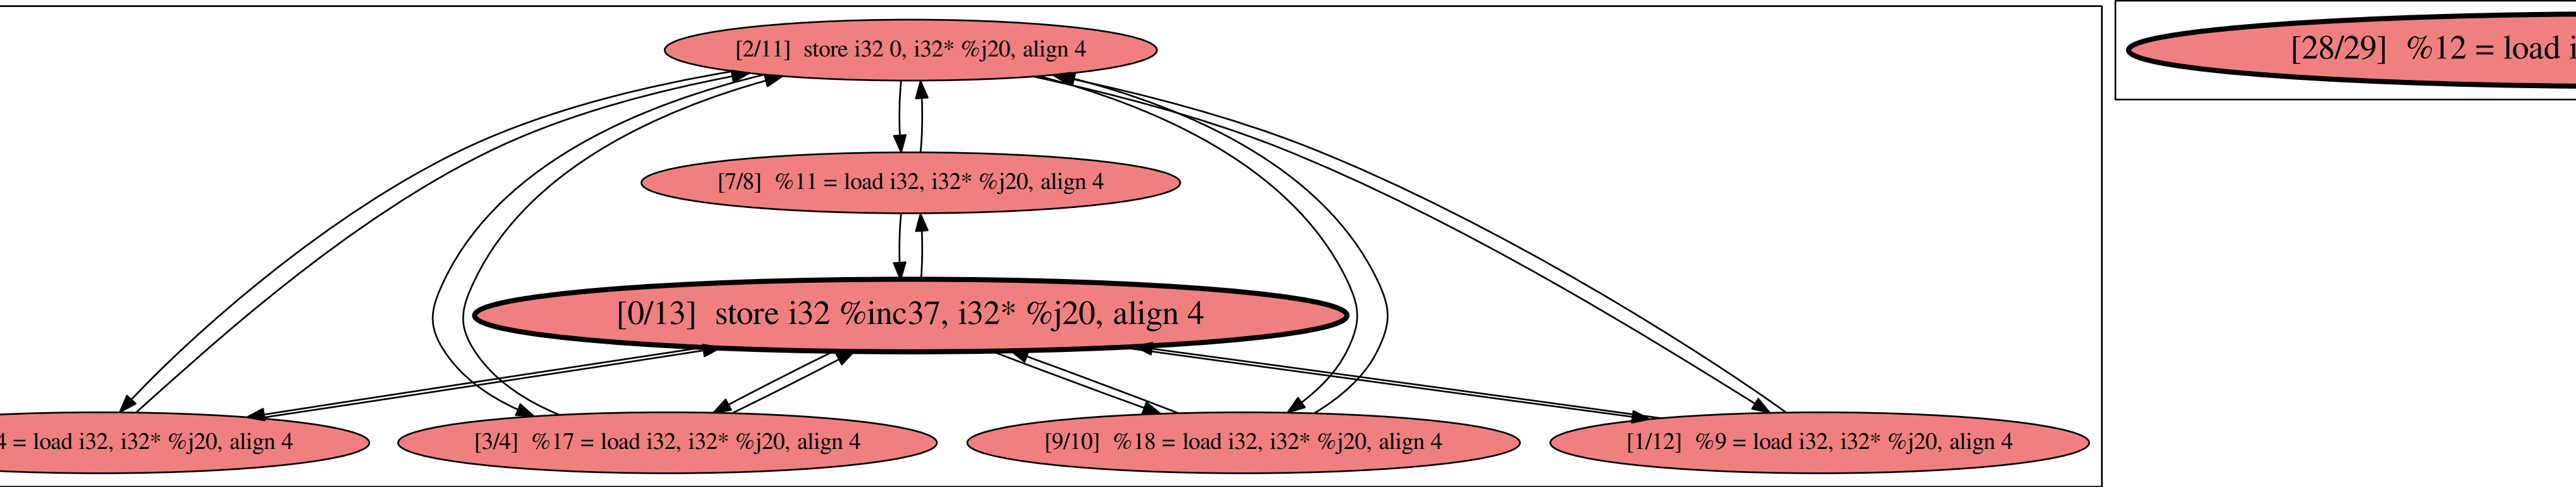 [2/11] store i32 0, i32* %j20, align 4
[28/29] %12 = load
[7/8] %11 = load i32, i32* %j20, align 4
[0/13] store i32 %inc37, i32* %j20, align 4
= load i32, i32* %j20, align 4
[3/4] %17 = load i32, i32* %j20, align 4
[9/10] %18 = load i32, i32* %j20, align 4
[1/12] %9 = load i32, i32* %j20, align 4